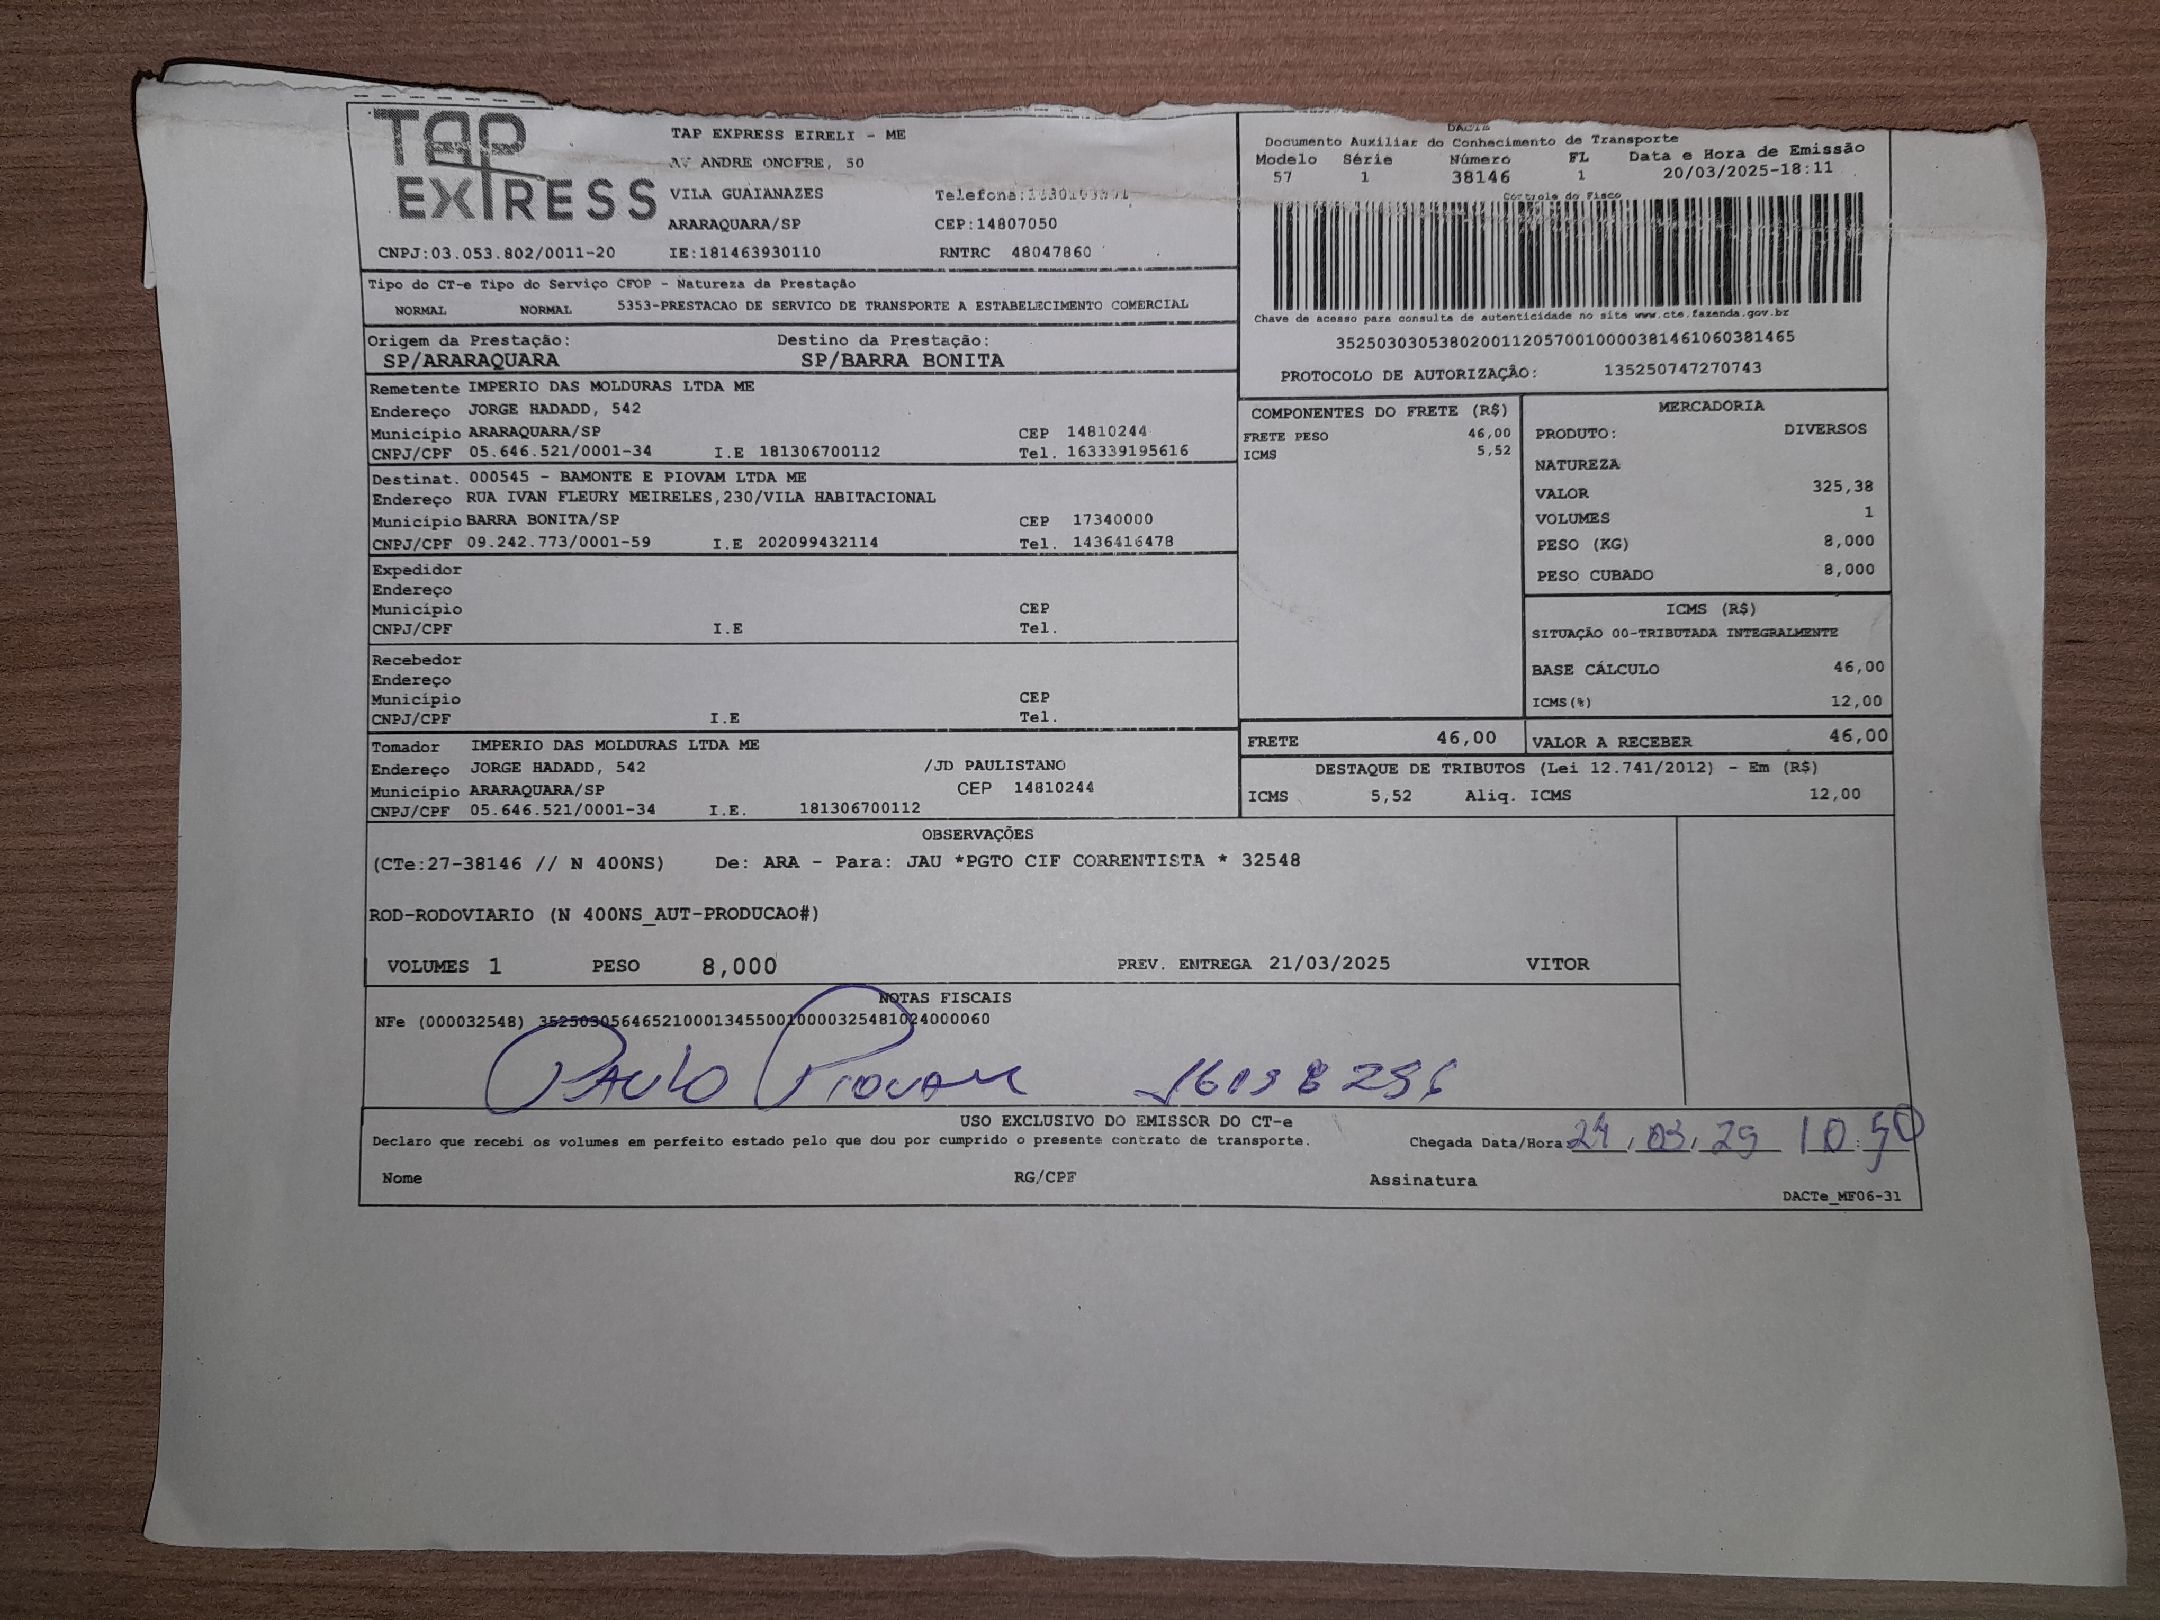 TAP EXPRESS
TAP EXPRESS EIRELI - ME
AV ANDRE ONOFRE, 50
VILA GUAIANAZES
ARARAQUARA/SP CEP:14807050
CNPJ:03.053.802/0011-20 IE:181463930110 RNTRC 48047860
DACTE
Documento Auxiliar do Conhecimento de Transporte
Modelo Série Número FL Data e Hora de Emissão
57 1 38146 1 20/03/2025-18:11
Controle do Fisco
Chave de acesso para consulta de autenticidade no site www.cte.fazenda.gov.br
35250303053802001120570010000381461060381465
PROTOCOLO DE AUTORIZAÇÃO: 135250747270743
Tipo do CT-e Tipo do Serviço CFOP - Natureza da Prestação
NORMAL NORMAL 5353-PRESTACAO DE SERVICO DE TRANSPORTE A ESTABELECIMENTO COMERCIAL
Origem da Prestação: Destino da Prestação:
SP/ARARAQUARA SP/BARRA BONITA
Remetente IMPERIO DAS MOLDURAS LTDA ME
Endereço JORGE HADADD, 542
Município ARARAQUARA/SP CEP 14810244
CNPJ/CPF 05.646.521/0001-34 I.E 181306700112 Tel. 163339195616
Destinat. 000545 - BAMONTE E PIOVAM LTDA ME
Endereço RUA IVAN FLEURY MEIRELES,230/VILA HABITACIONAL
Município BARRA BONITA/SP CEP 17340000
CNPJ/CPF 09.242.773/0001-59 I.E 202099432114 Tel. 1436416478
Expedidor
Endereço
Município CEP
CNPJ/CPF I.E Tel.
Recebedor
Endereço
Município CEP
CNPJ/CPF I.E Tel.
Tomador IMPERIO DAS MOLDURAS LTDA ME
Endereço JORGE HADADD, 542 /JD PAULISTANO
Município ARARAQUARA/SP CEP 14810244
CNPJ/CPF 05.646.521/0001-34 I.E. 181306700112
COMPONENTES DO FRETE (R$)
FRETE PESO 46,00
ICMS 5,52
MERCADORIA
PRODUTO: DIVERSOS
NATUREZA
VALOR 325,38
VOLUMES 1
PESO (KG) 8,000
PESO CUBADO 8,000
ICMS (R$)
SITUAÇÃO 00-TRIBUTADA INTEGRALMENTE
BASE CÁLCULO 46,00
ICMS(%) 12,00
FRETE 46,00 VALOR A RECEBER 46,00
DESTAQUE DE TRIBUTOS (Lei 12.741/2012) - Em (R$)
ICMS 5,52 Aliq. ICMS 12,00
OBSERVAÇÕES
(CTe:27-38146 // N 400NS) De: ARA - Para: JAU *PGTO CIF CORRENTISTA * 32548
ROD-RODOVIARIO (N 400NS_AUT-PRODUCAO#)
VOLUMES 1 PESO 8,000 PREV. ENTREGA 21/03/2025 VITOR
NOTAS FISCAIS
NFe (000032548) 35250305646521000134550010000325481024000060
PAULO PIOVAM
USO EXCLUSIVO DO EMISSOR DO CT-e
Declaro que recebi os volumes em perfeito estado pelo que dou por cumprido o presente contrato de transporte. Chegada Data/Hora: 24, 03, 25 10:50
Nome RG/CPF Assinatura
DACTe_MF06-31